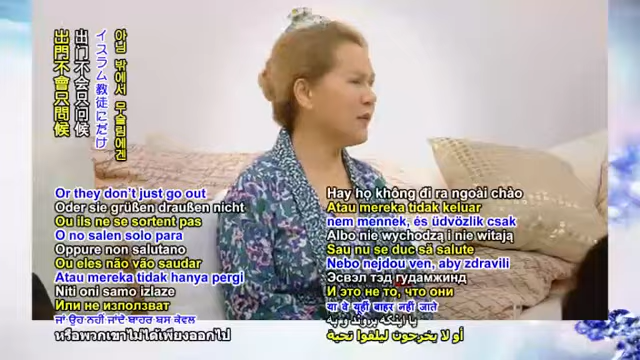 아님 밖에서 무슬림에겐
イスラム教徒にだけ
出门不会只问候
出門不會只問候
Or they don't just go out
Oder sie grüßen draußen nicht
Ou ils ne se sortent pas
O no salen solo para
Oppure non salutano
Ou eles não vão saudar
Atau mereka tidak hanya pergi
Niti oni samo izlaze
Или не използват
ਜਾਂ ਉਹ ਨਹੀਂ ਜਾਂਦੇ ਬਾਹਰ ਬਸ ਕੇਵਲ
หรือพวกเขาไม่ได้เพียงออกไป
Hay họ không đi ra ngoài chào
Atau mereka tidak keluar
nem mennek, és üdvözlik csak
Albo nie wychodzą i nie witają
Sau nu se duc să salute
Nebo nejdou ven, aby zdravili
Эсвэл тэд гудамжинд
И это не то, что они
या वे यूहीं बाहर नहीं जाते
یا اینکه بروند و به
أو لا يخرجون ليلقوا تحية